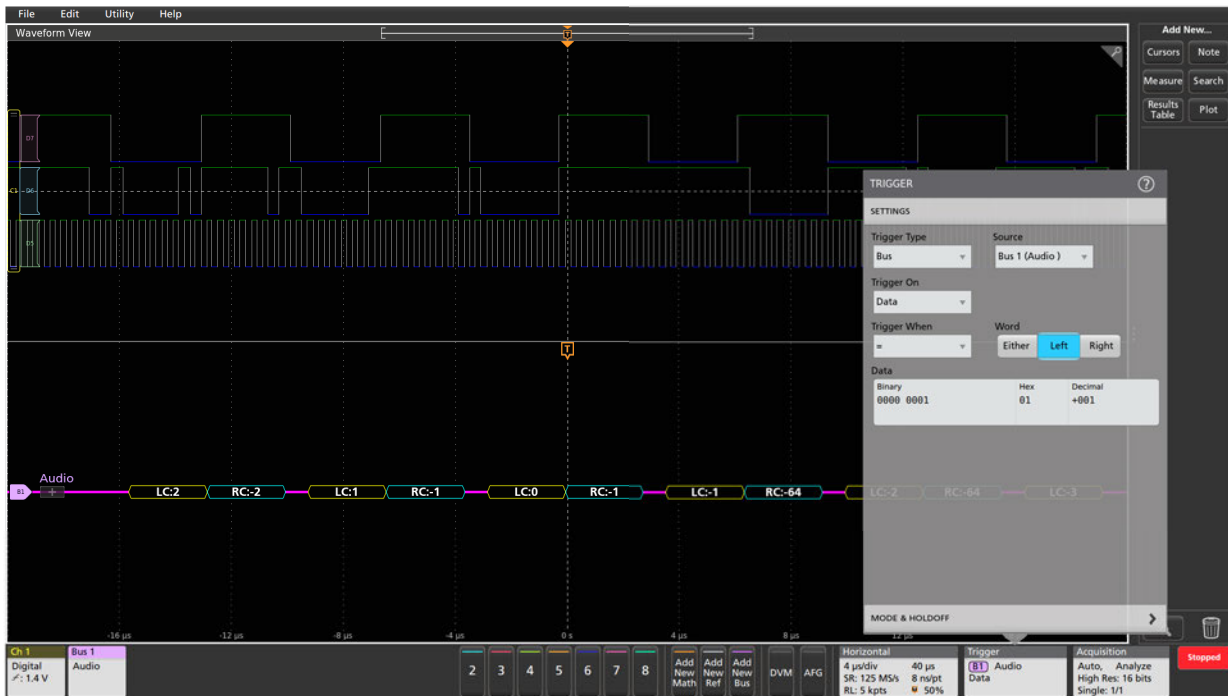 File Edit Utility Help
Waveform View
T
Add New...
Cursors Note
Measure Search
Results Table Plot
D7
C1 D6
D5
TRIGGER ?
SETTINGS
Trigger Type Source
Bus Bus 1 (Audio )
Trigger On
Data
Trigger When Word
= Either Left Right
Data
Binary Hex Decimal
0000 0001 01 +001
T
Audio
B1 + LC:2 RC:-2 LC:1 RC:-1 LC:0 RC:-1 LC:-1 RC:-64 LC:-2 RC:-64 LC:-3
MODE & HOLDOFF
-16 µs -12 µs -8 µs -4 µs 0 s 4 µs 8 µs 12 µs
Ch 1
Digital
: 1.4 V
Bus 1
Audio
2 3 4 5 6 7 8
Add New Math
Add New Ref
Add New Bus
DVM AFG
Horizontal
4 µs/div 40 µs
SR: 125 MS/s 8 ns/pt
RL: 5 kpts 50%
Trigger
B1 Audio
Data
Acquisition
Auto, Analyze
High Res: 16 bits
Single: 1/1
Stopped